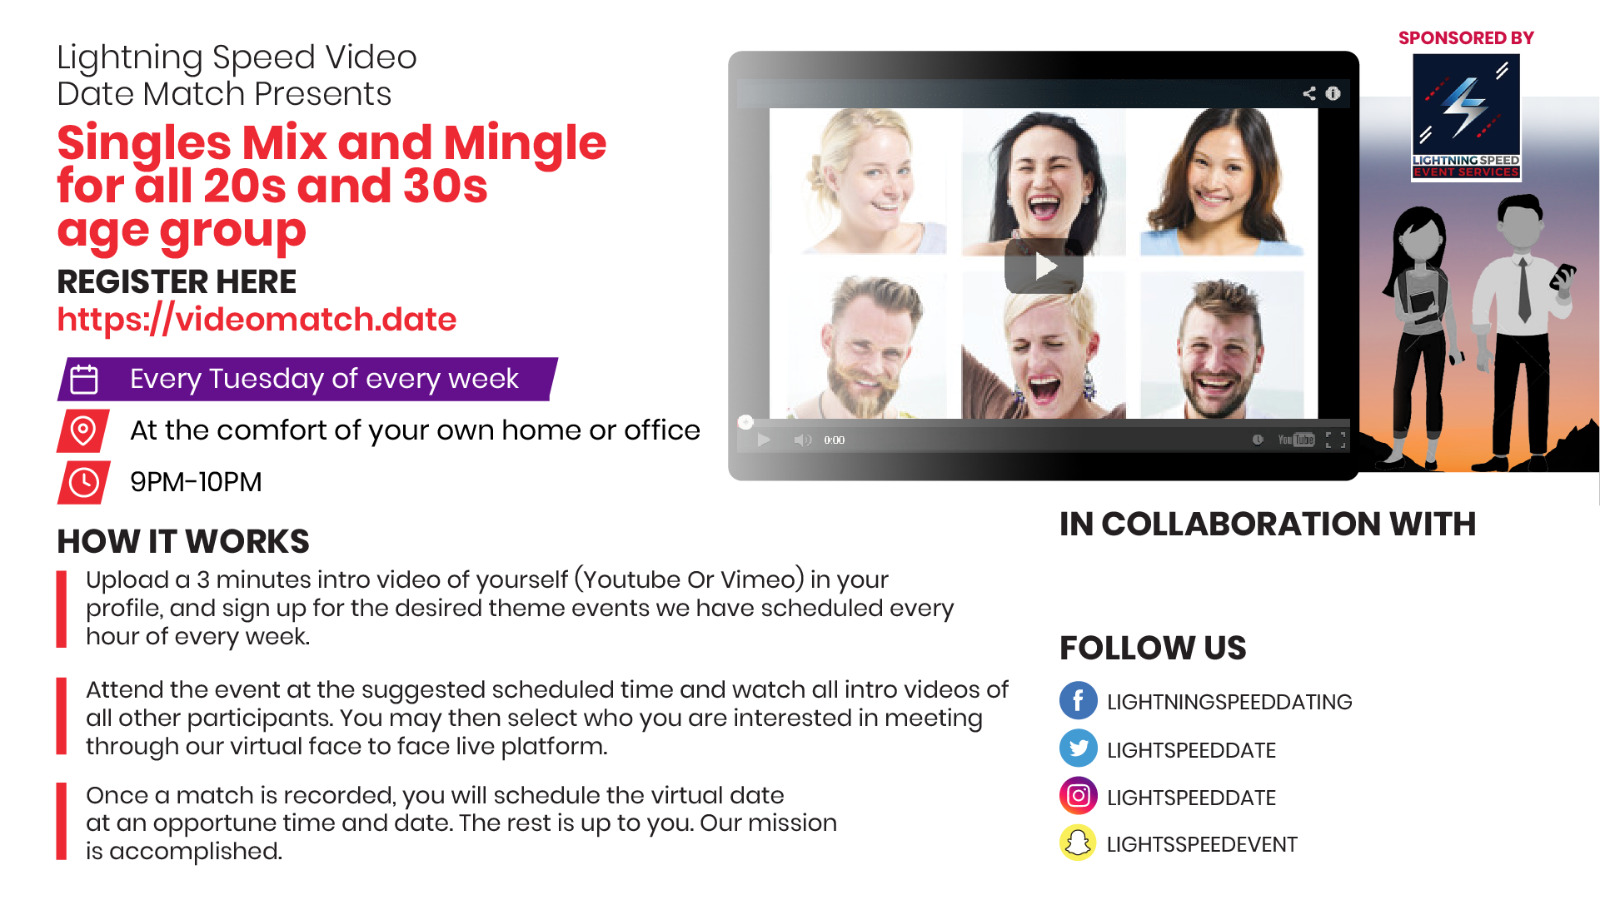 Lightning Speed Video
Date Match Presents
Singles Mix and Mingle
for all 20s and 30s
age group
REGISTER HERE
https://videomatch.date
Every Tuesday of every week
At the comfort of your own home or office
9PM-10PM
HOW IT WORKS
Upload a 3 minutes intro video of yourself (Youtube Or Vimeo) in your
profile, and sign up for the desired theme events we have scheduled every
hour of every week.
Attend the event at the suggested scheduled time and watch all intro videos of
all other participants. You may then select who you are interested in meeting
through our virtual face to face live platform.
Once a match is recorded, you will schedule the virtual date
at an opportune time and date. The rest is up to you. Our mission
is accomplished.
0:00
YouTube
SPONSORED BY
LIGHTNING SPEED
EVENT SERVICES
IN COLLABORATION WITH
FOLLOW US
LIGHTNINGSPEEDDATING
LIGHTSPEEDDATE
LIGHTSPEEDDATE
LIGHTSSPEEDEVENT